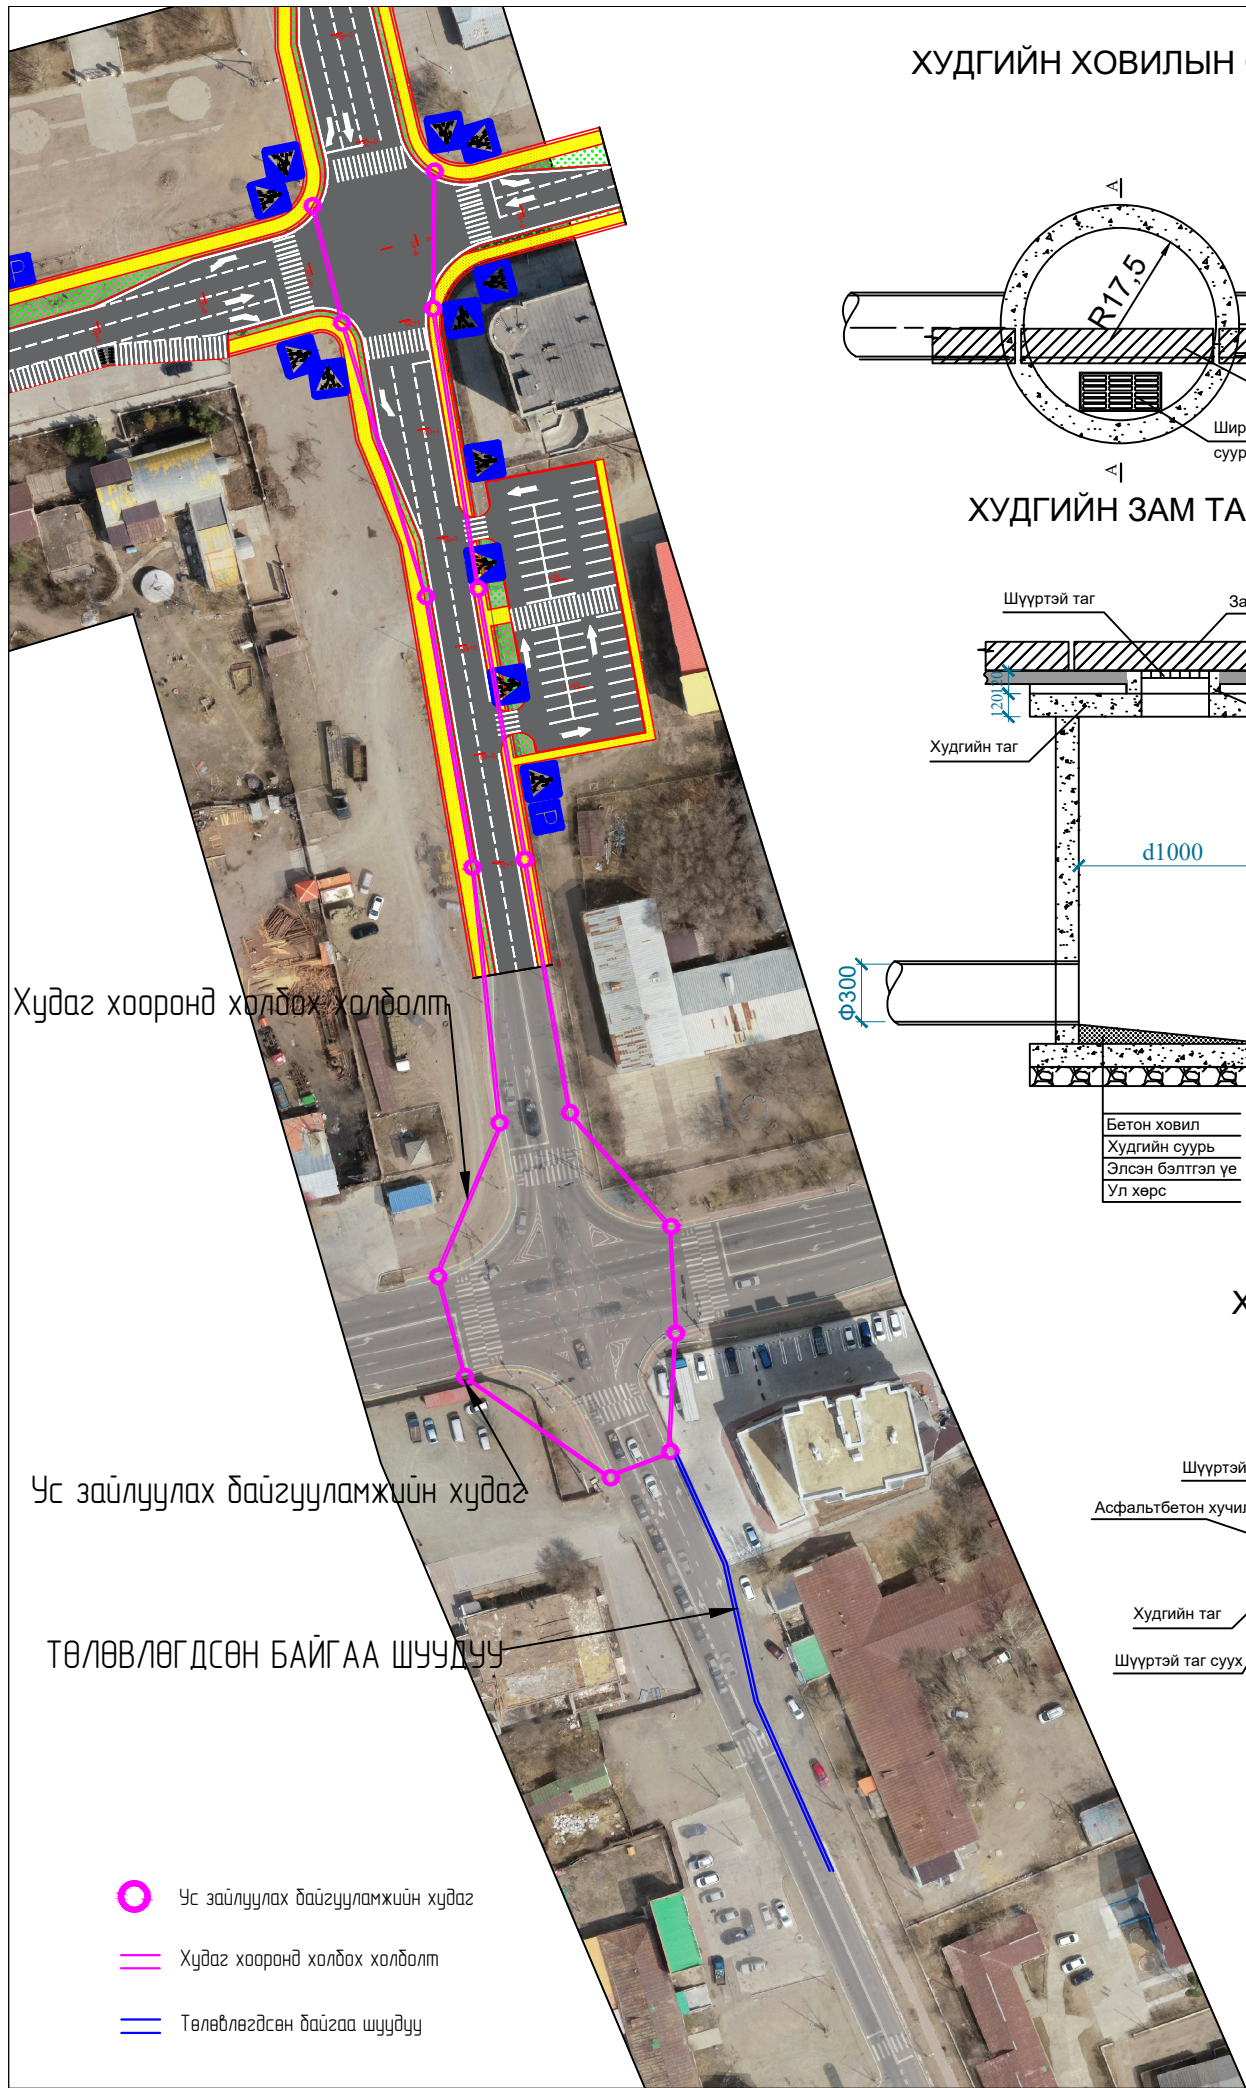 ХУДГИЙН ХОВИЛЫН
A
R17,5
Шир
суур
A
ХУДГИЙН ЗАМ ТА
Шүүртэй таг
За
120
120
Худгийн таг
d1000
Ф300
Бетон ховил
Худгийн суурь
Элсэн бэлтгэл үе
Ул хөрс
Х
Шүүртэй
Асфальтбетон хучил
Худгийн таг
Шүүртэй таг суух
P
P
Худаг хооронд холбох холболт
Ус зайлуулах байгууламжийн худаг
ТӨЛӨВЛӨГДСӨН БАЙГАА ШУУДУУ
Ус зайлуулах байгууламжийн худаг
Худаг хооронд холбох холболт
Төлөвлөгдсөн байгаа шуудуу